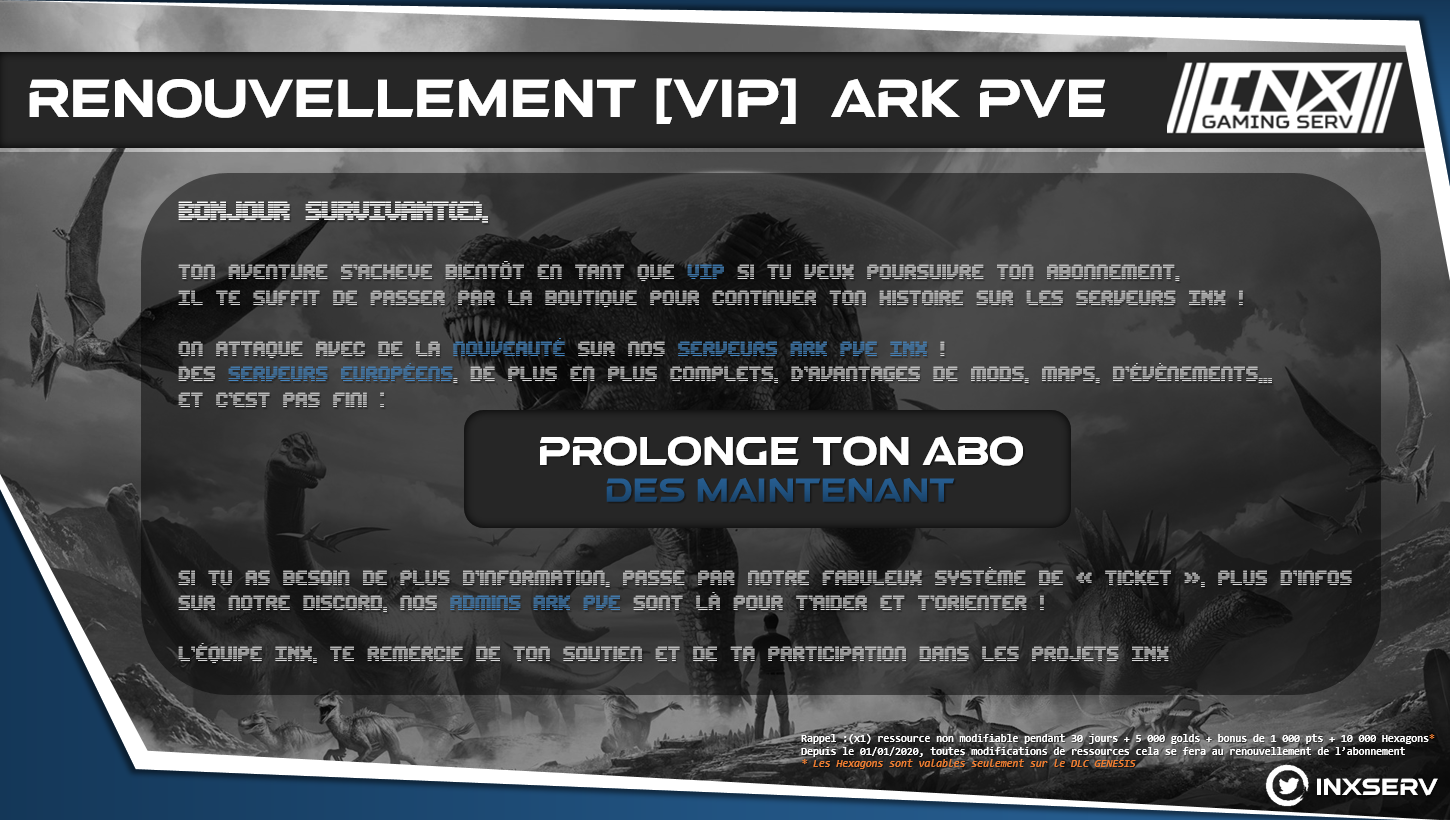 RENOUVELLEMENT [VIP] ARK PVE
INX
GAMING SERV
BONJOUR SURVIVANT(E),
TON AVENTURE S'ACHEVE BIENTÔT EN TANT QUE VIP SI TU VEUX POURSUIVRE TON ABONNEMENT,
IL TE SUFFIT DE PASSER PAR LA BOUTIQUE POUR CONTINUER TON HISTOIRE SUR LES SERVEURS INX !
ON ATTAQUE AVEC DE LA NOUVEAUTÉ SUR NOS SERVEURS ARK PVE INX !
DES SERVEURS EUROPÉENS, DE PLUS EN PLUS COMPLETS, D'AVANTAGES DE MODS, MAPS, D'ÉVÈNEMENTS...
ET C'EST PAS FINI :
PROLONGE TON ABO
DES MAINTENANT
SI TU AS BESOIN DE PLUS D'INFORMATION, PASSE PAR NOTRE FABULEUX SYSTÈME DE « TICKET », PLUS D'INFOS
SUR NOTRE DISCORD, NOS ADMINS ARK PVE SONT LÀ POUR T'AIDER ET T'ORIENTER !
L'ÉQUIPE INX, TE REMERCIE DE TON SOUTIEN ET DE TA PARTICIPATION DANS LES PROJETS INX
Rappel :(x1) ressource non modifiable pendant 30 jours + 5 000 golds + bonus de 1 000 pts + 10 000 Hexagons*
Depuis le 01/01/2020, toutes modifications de ressources cela se fera au renouvellement de l'abonnement
* Les Hexagons sont valables seulement sur le DLC GENESIS
INXSERV